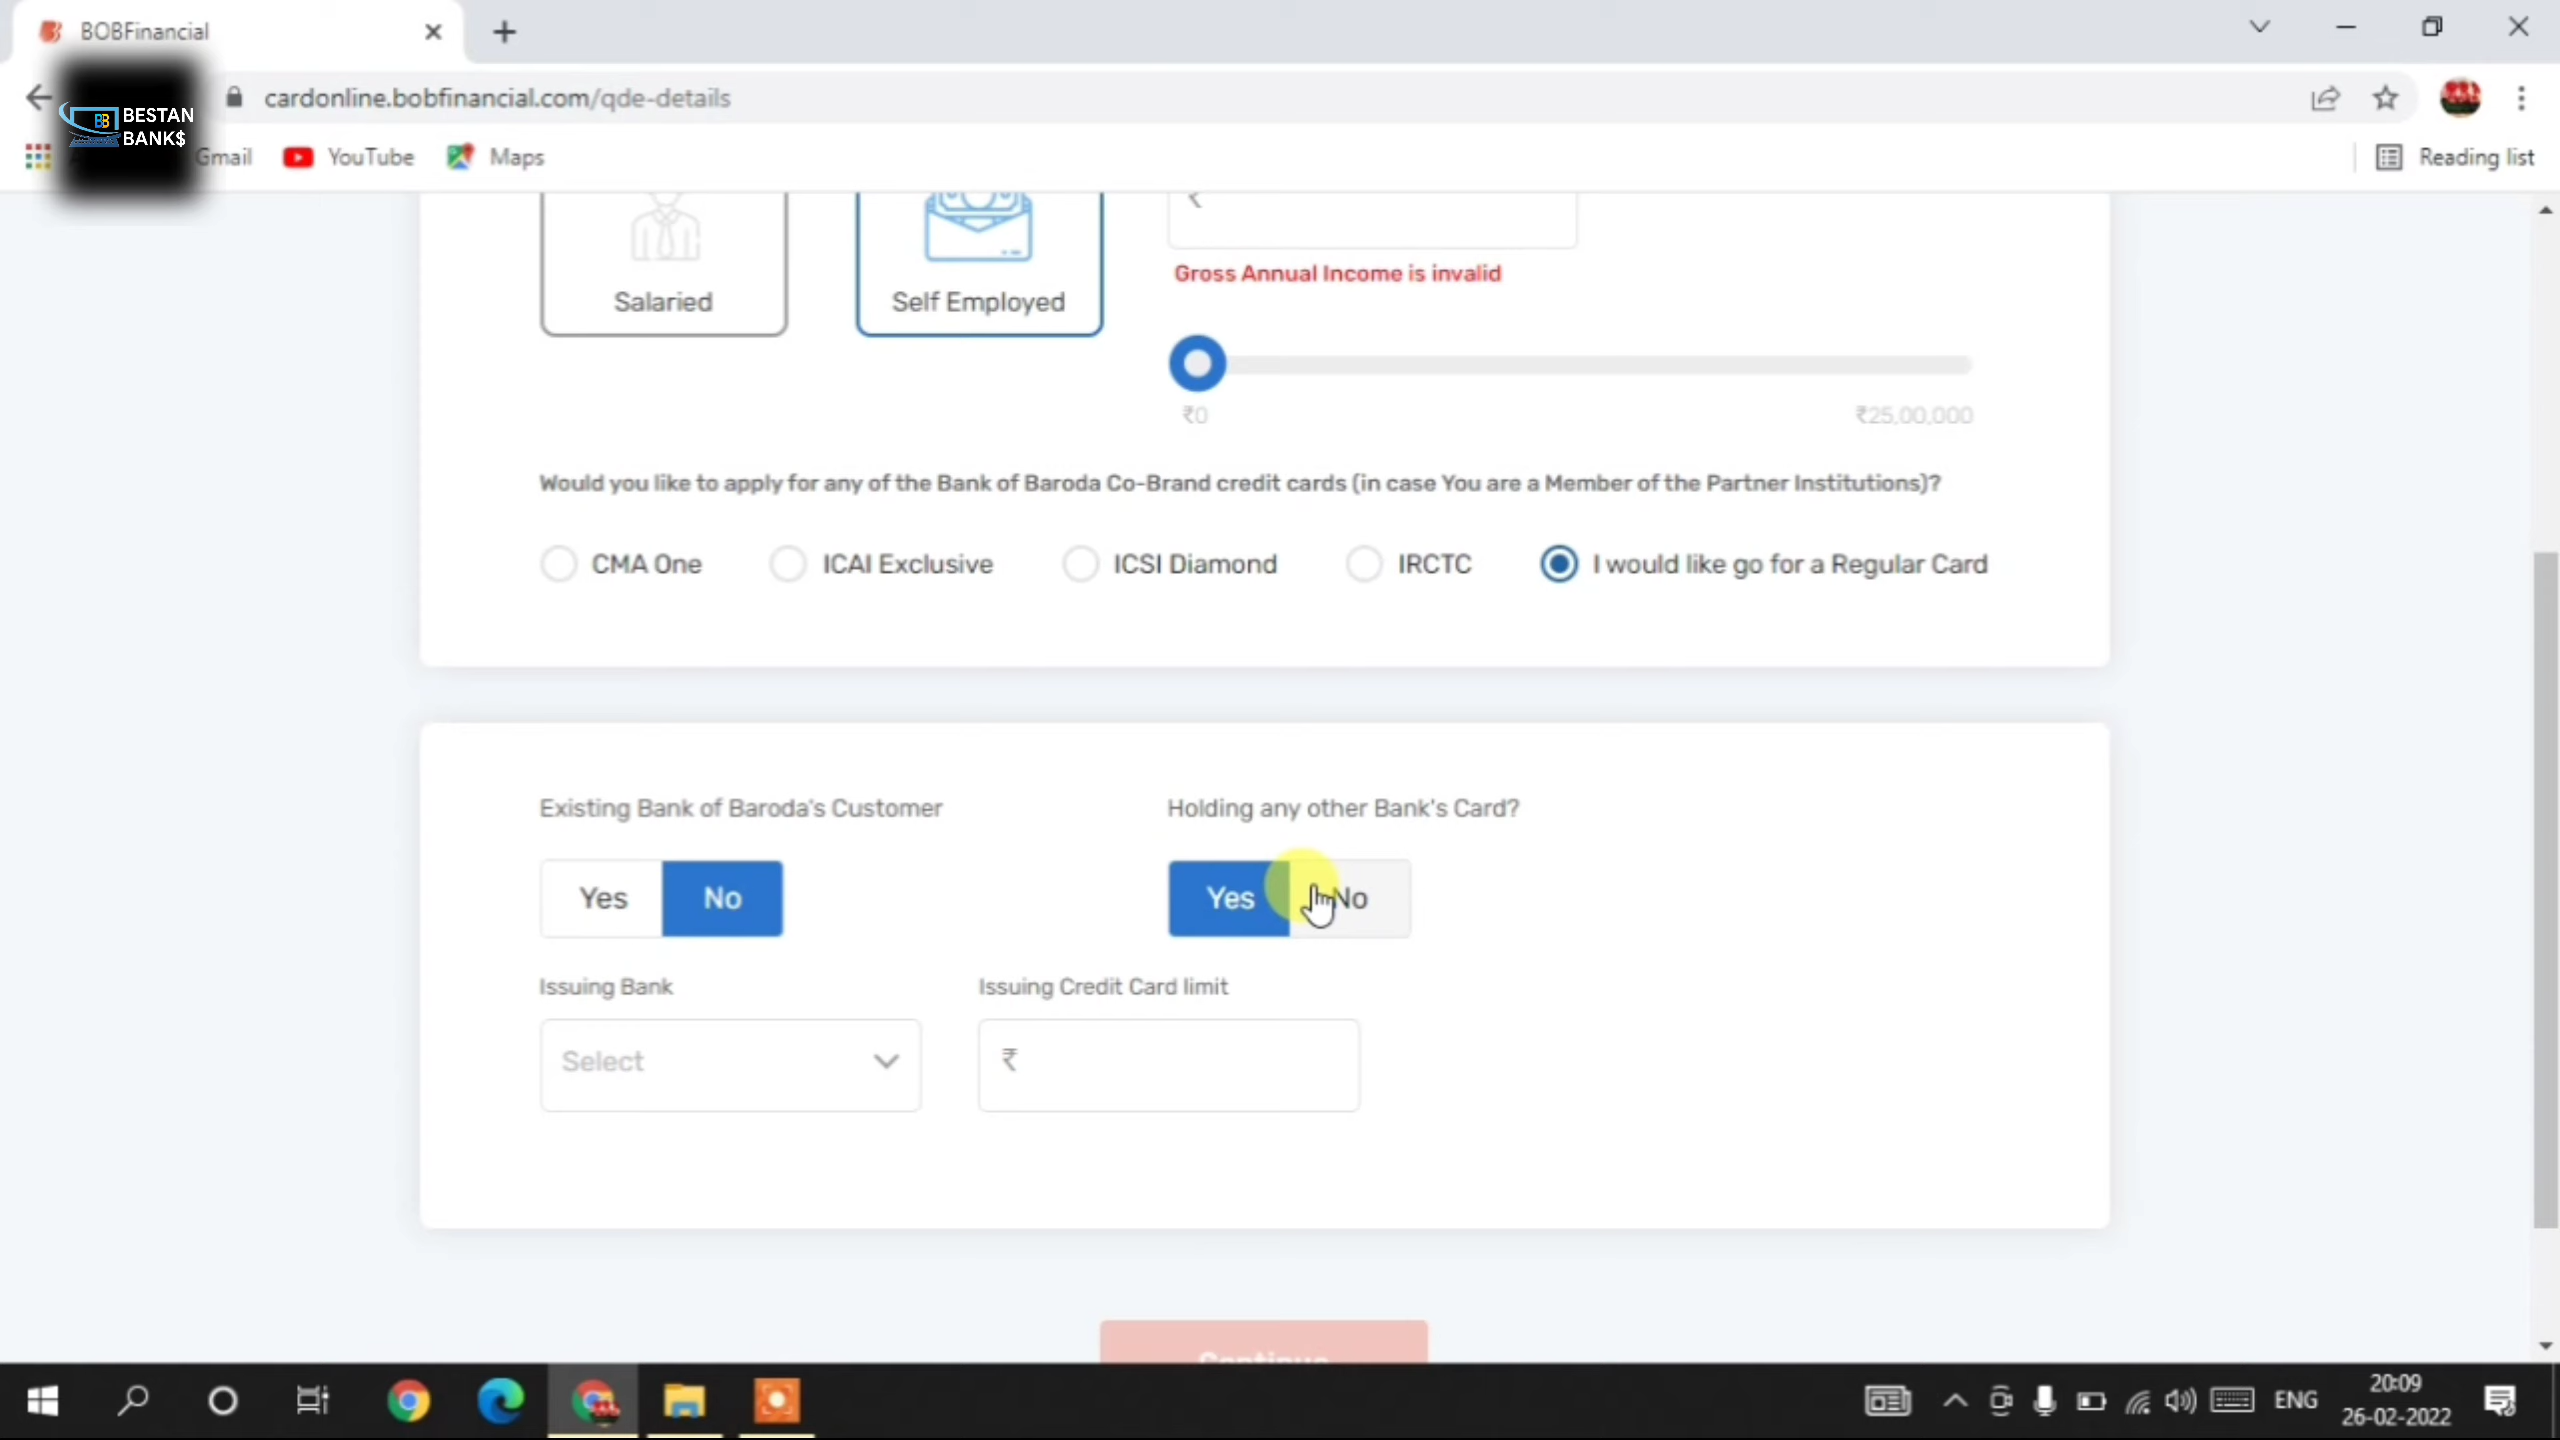 BOBFinancial
cardonline.bobfinancial.com/qde-details
BESTAN
BANK$
Gmail
YouTube
Maps
Reading list
₹
Gross Annual Income is invalid
Salaried
Self Employed
₹0
₹25,00,000
Would you like to apply for any of the Bank of Baroda Co-Brand credit cards (in case You are a Member of the Partner Institutions)?
CMA One
ICAI Exclusive
ICSI Diamond
IRCTC
I would like go for a Regular Card
Existing Bank of Baroda's Customer
Holding any other Bank's Card?
Yes
No
Yes
No
Issuing Bank
Issuing Credit Card limit
Select
₹
Continue
ENG
20:09
26-02-2022